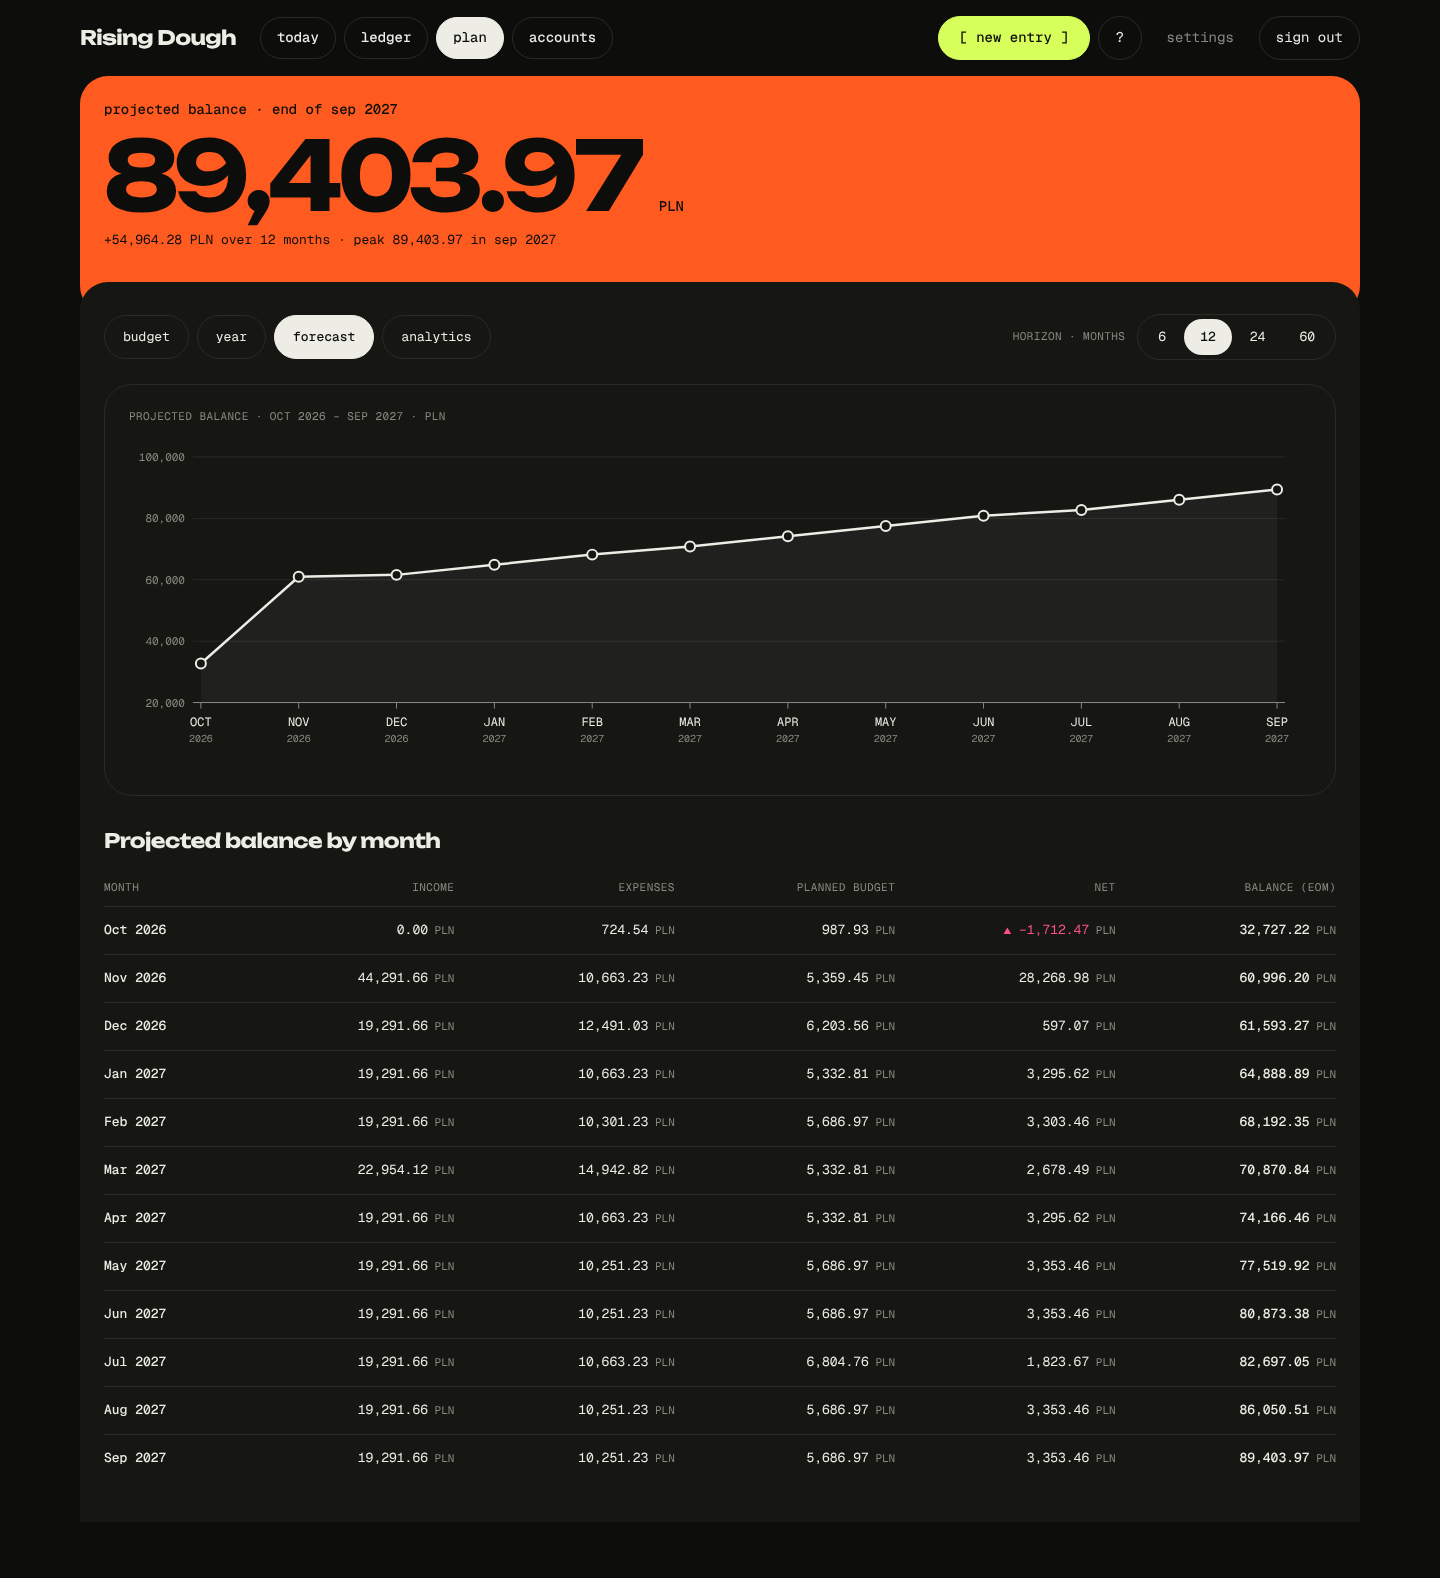 Rising Dough today ledger plan accounts [ new entry ] ? settings sign out
projected balance · end of sep 2027
89,403.97 PLN
+54,964.28 PLN over 12 months · peak 89,403.97 in sep 2027
budget year forecast analytics HORIZON · MONTHS 6 12 24 60
PROJECTED BALANCE · OCT 2026 – SEP 2027 · PLN
100,000
80,000
60,000
40,000
20,000
OCT NOV DEC JAN FEB MAR APR MAY JUN JUL AUG SEP
2026 2026 2026 2027 2027 2027 2027 2027 2027 2027 2027 2027
Projected balance by month
MONTH INCOME EXPENSES PLANNED BUDGET NET BALANCE (EOM)
Oct 2026 0.00 PLN 724.54 PLN 987.93 PLN ▲ −1,712.47 PLN 32,727.22 PLN
Nov 2026 44,291.66 PLN 10,663.23 PLN 5,359.45 PLN 28,268.98 PLN 60,996.20 PLN
Dec 2026 19,291.66 PLN 12,491.03 PLN 6,203.56 PLN 597.07 PLN 61,593.27 PLN
Jan 2027 19,291.66 PLN 10,663.23 PLN 5,332.81 PLN 3,295.62 PLN 64,888.89 PLN
Feb 2027 19,291.66 PLN 10,301.23 PLN 5,686.97 PLN 3,303.46 PLN 68,192.35 PLN
Mar 2027 22,954.12 PLN 14,942.82 PLN 5,332.81 PLN 2,678.49 PLN 70,870.84 PLN
Apr 2027 19,291.66 PLN 10,663.23 PLN 5,332.81 PLN 3,295.62 PLN 74,166.46 PLN
May 2027 19,291.66 PLN 10,251.23 PLN 5,686.97 PLN 3,353.46 PLN 77,519.92 PLN
Jun 2027 19,291.66 PLN 10,251.23 PLN 5,686.97 PLN 3,353.46 PLN 80,873.38 PLN
Jul 2027 19,291.66 PLN 10,663.23 PLN 6,804.76 PLN 1,823.67 PLN 82,697.05 PLN
Aug 2027 19,291.66 PLN 10,251.23 PLN 5,686.97 PLN 3,353.46 PLN 86,050.51 PLN
Sep 2027 19,291.66 PLN 10,251.23 PLN 5,686.97 PLN 3,353.46 PLN 89,403.97 PLN